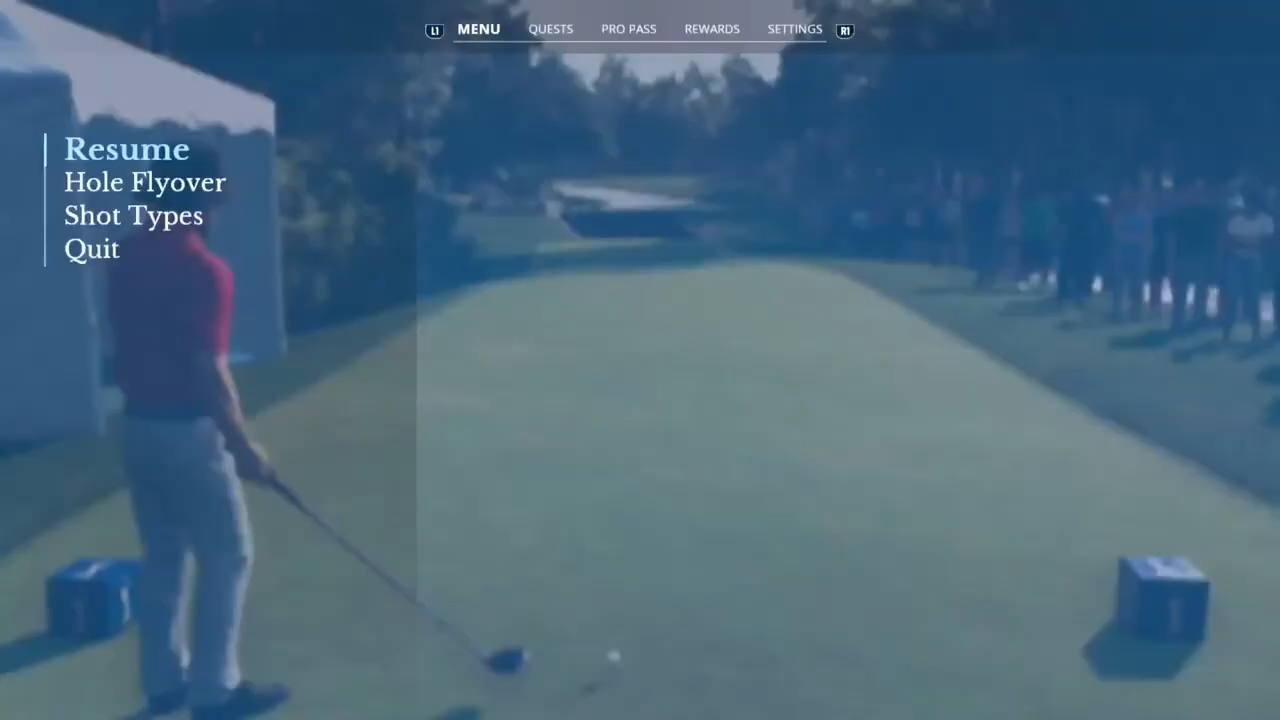 L1 MENU QUESTS PRO PASS REWARDS SETTINGS R1
Resume
Hole Flyover
Shot Types
Quit